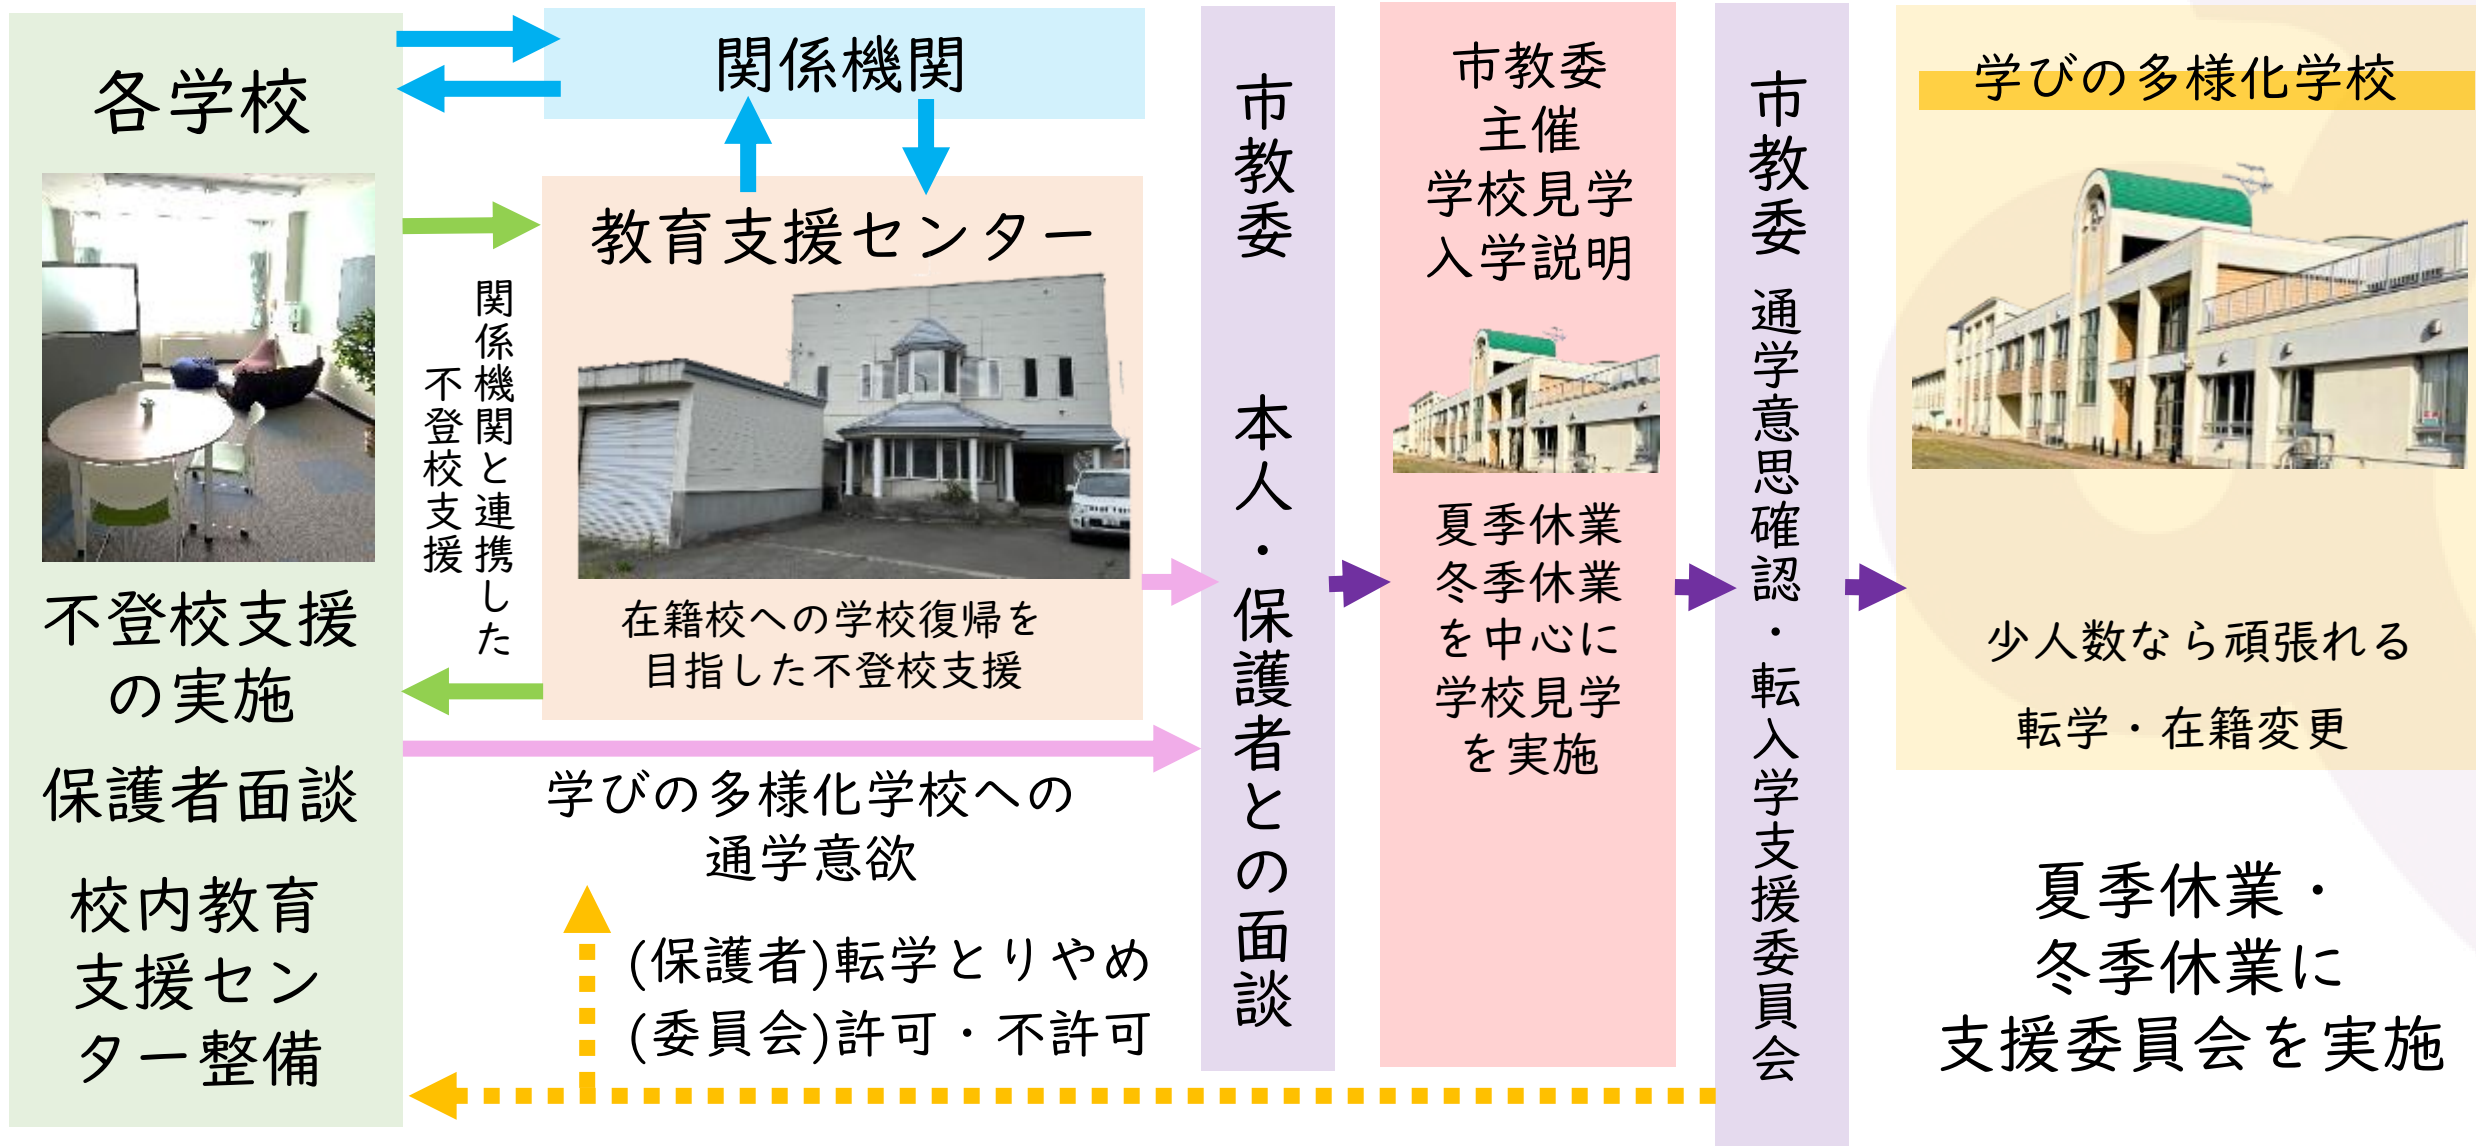 各学校
不登校支援
の実施
保護者面談
校内教育
支援セン
ター整備
関係機関
関係機関と連携した
不登校支援
教育支援センター
在籍校への学校復帰を
目指した不登校支援
学びの多様化学校への
通学意欲
(保護者)転学とりやめ
(委員会)許可・不許可
市教委 本人・保護者との面談
市教委
主催
学校見学
入学説明
夏季休業
冬季休業
を中心に
学校見学
を実施
市教委 通学意思確認・転入学支援委員会
学びの多様化学校
少人数なら頑張れる
転学・在籍変更
夏季休業・
冬季休業に
支援委員会を実施